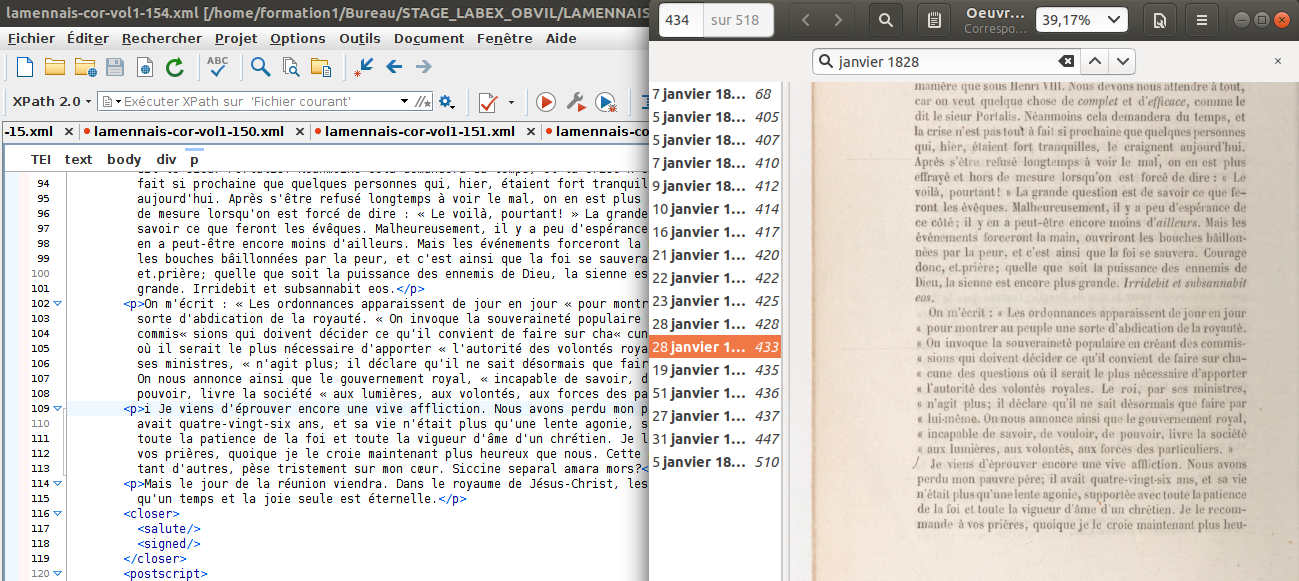 lamennais-cor-vol1-154.xml [/home/formation1/Bureau/STAGE_LABEX_OBVIL/LAMENNAIS
Fichier Éditer Rechercher Projet Options Outils Document Fenêtre Aide
ABC
XPath 2.0 Exécuter XPath sur 'Fichier courant'
-15.xml lamennais-cor-vol1-150.xml lamennais-cor-vol1-151.xml lamennais-co
TEI text body div p
94 fait si prochaine que quelques personnes qui, hier, étaient fort tranquil
95 aujourd'hui. Après s'être refusé longtemps à voir le mal, on en est plus
96 de mesure lorsqu'on est forcé de dire : « Le voilà, pourtant! » La grande
97 savoir ce que feront les évêques. Malheureusement, il y a peu d'espérance
98 en a peut-être encore moins d'ailleurs. Mais les événements forceront la
99 les bouches bâillonnées par la peur, et c'est ainsi que la foi se sauvera
100 et.prière; quelle que soit la puissance des ennemis de Dieu, la sienne es
101 grande. Irridebit et subsannabit eos.</p>
102 <p>On m'écrit : « Les ordonnances apparaissent de jour en jour « pour montr
103 sorte d'abdication de la royauté. « On invoque la souveraineté populaire
104 commis« sions qui doivent décider ce qu'il convient de faire sur cha« cun
105 où il serait le plus nécessaire d'apporter « l'autorité des volontés roya
106 ses ministres, « n'agit plus; il déclare qu'il ne sait désormais que fair
107 On nous annonce ainsi que le gouvernement royal, « incapable de savoir, d
108 pouvoir, livre la société « aux lumières, aux volontés, aux forces des pa
109 <p>i Je viens d'éprouver encore une vive affliction. Nous avons perdu mon p
110 avait quatre-vingt-six ans, et sa vie n'était plus qu'une lente agonie, s
111 toute la patience de la foi et toute la vigueur d'âme d'un chrétien. Je l
112 vos prières, quoique je le croie maintenant plus heureux que nous. Cette
113 tant d'autres, pèse tristement sur mon cœur. Siccine separal amara mors?<
114 <p>Mais le jour de la réunion viendra. Dans le royaume de Jésus-Christ, les
115 qu'un temps et la joie seule est éternelle.</p>
116 <closer>
117 <salute/>
118 <signed/>
119 </closer>
120 <postscript>
434 sur 518
Oeuvr...
Correspo...
39,17%
janvier 1828
7 janvier 18... 68
5 janvier 18... 405
5 janvier 18... 407
7 janvier 18... 410
9 janvier 18... 412
10 janvier 1... 414
16 janvier 1... 417
21 janvier 1... 420
22 janvier 1... 422
23 janvier 1... 425
28 janvier 1... 428
28 janvier 1... 433
19 janvier 1... 435
51 janvier 1... 436
27 janvier 1... 437
31 janvier 1... 447
5 janvier 18... 510
manière que sous Henri VIII. Nous devons nous attendre à tout,
car on veut quelque chose de complet et d'efficace, comme le
dit le sieur Portalis. Néanmoins cela demandera du temps, et
la crise n'est pas tout à fait si prochaine que quelques personnes
qui, hier, étaient fort tranquilles, le craignent aujourd'hui.
Après s'être refusé longtemps à voir le mal, on en est plus
effrayé et hors de mesure lorsqu'on est forcé de dire : « Le
voilà, pourtant! » La grande question est de savoir ce que fe-
ront les évêques. Malheureusement, il y a peu d'espérance de
ce côté; il y en a peut-être encore moins d'ailleurs. Mais les
événements forceront la main, ouvriront les bouches bâillon-
nées par la peur, et c'est ainsi que la foi se sauvera. Courage
donc, et.prière; quelle que soit la puissance des ennemis de
Dieu, la sienne est encore plus grande. Irridebit et subsannabit
eos.
On m'écrit : « Les ordonnances apparaissent de jour en jour
« pour montrer au peuple une sorte d'abdication de la royauté.
« On invoque la souveraineté populaire en créant des commis-
« sions qui doivent décider ce qu'il convient de faire sur cha-
« cune des questions où il serait le plus nécessaire d'apporter
« l'autorité des volontés royales. Le roi, par ses ministres,
« n'agit plus; il déclare qu'il ne sait désormais que faire par
« lui-même. On nous annonce ainsi que le gouvernement royal,
« incapable de savoir, de vouloir, de pouvoir, livre la société
« aux lumières, aux volontés, aux forces des particuliers. »
Je viens d'éprouver encore une vive affliction. Nous avons
perdu mon pauvre père; il avait quatre-vingt-six ans, et sa vie
n'était plus qu'une lente agonie, supportée avec toute la patience
de la foi et toute la vigueur d'âme d'un chrétien. Je le recom-
mande à vos prières, quoique je le croie maintenant plus heu-